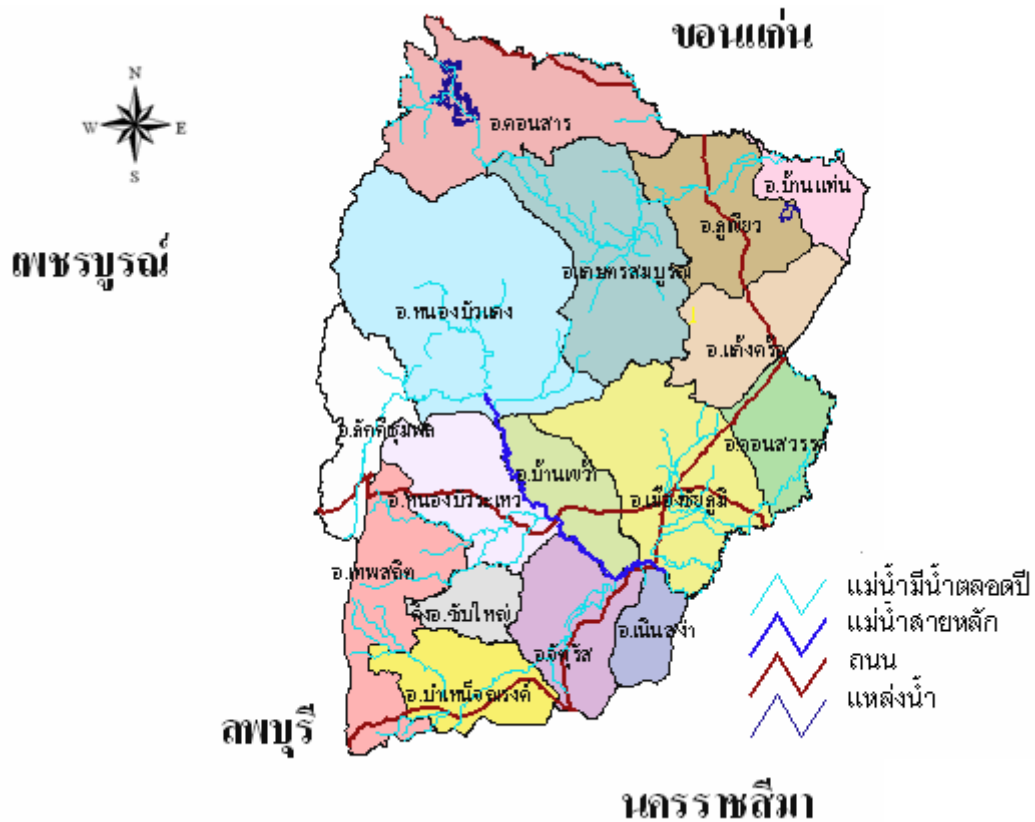 ขอนแก่น
N
W E
S
อ.คอนสาร
อ.บ้านแท่น
อ.ภูเขียว
เพชรบูรณ์
อ.เกษตรสมบูรณ์
อ.หนองบัวแดง
อ.แก้งคร้อ
อ.ภักดีชุมพล
อ.คอนสวรรค์
อ.บ้านเขว้า
อ.หนองบัวระเหว
อ.เมืองชัยภูมิ
อ.เทพสถิต
แม่น้ำมีน้ำตลอดปี
กิ่งอ.ซับใหญ่
แม่น้ำสายหลัก
อ.เนินสง่า
อ.จัตุรัส
ถนน
อ.บำเหน็จณรงค์
แหล่งน้ำ
ลพบุรี
นครราชสีมา